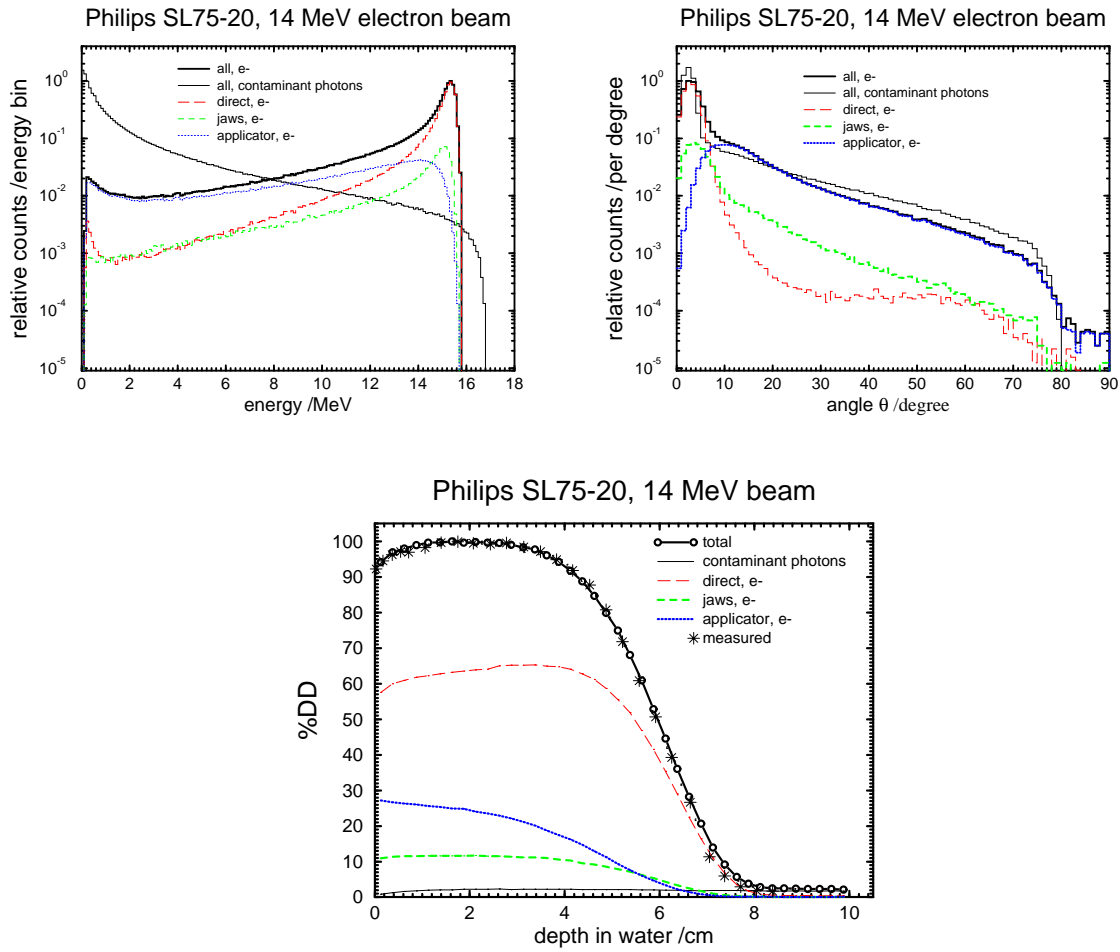 Philips SL75-20, 14 MeV electron beam
relative counts /energy bin
10^0
10^-1
10^-2
10^-3
10^-4
10^-5
all, e-
all, contaminant photons
direct, e-
jaws, e-
applicator, e-
0 2 4 6 8 10 12 14 16 18
energy /MeV
Philips SL75-20, 14 MeV electron beam
relative counts /per degree
10^0
10^-1
10^-2
10^-3
10^-4
10^-5
all, e-
all, contaminant photons
direct, e-
jaws, e-
applicator, e-
0 10 20 30 40 50 60 70 80 90
angle θ /degree
Philips SL75-20, 14 MeV beam
%DD
100
90
80
70
60
50
40
30
20
10
0
total
contaminant photons
direct, e-
jaws, e-
applicator, e-
measured
0 2 4 6 8 10
depth in water /cm